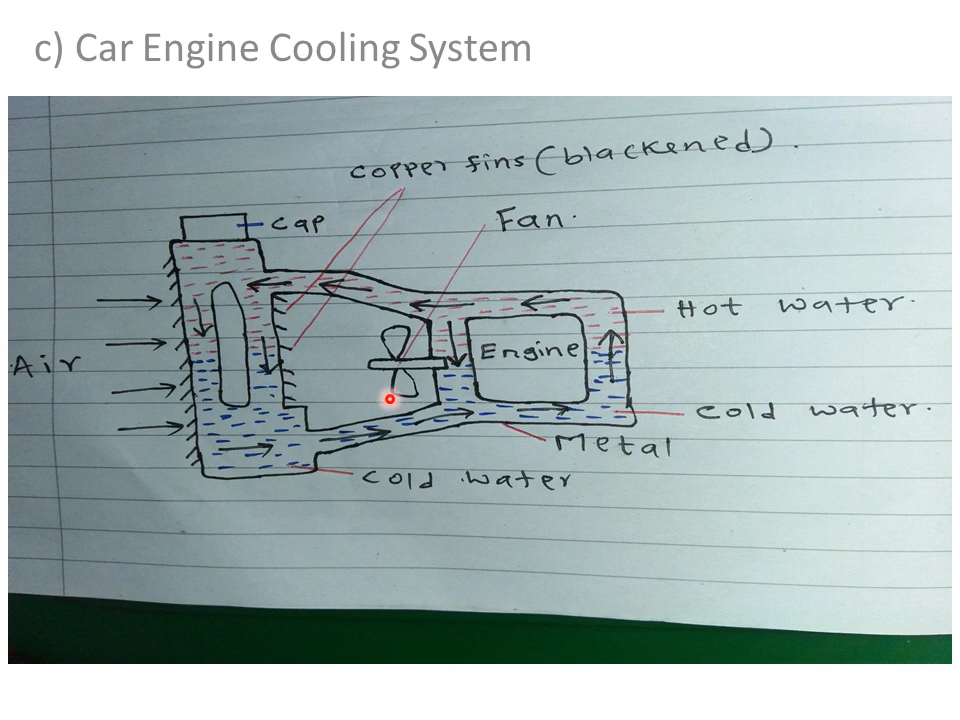 c) Car Engine Cooling System
copper fins (blackened).
cap
Fan.
Hot water.
Air
Engine
cold water.
Metal
cold water